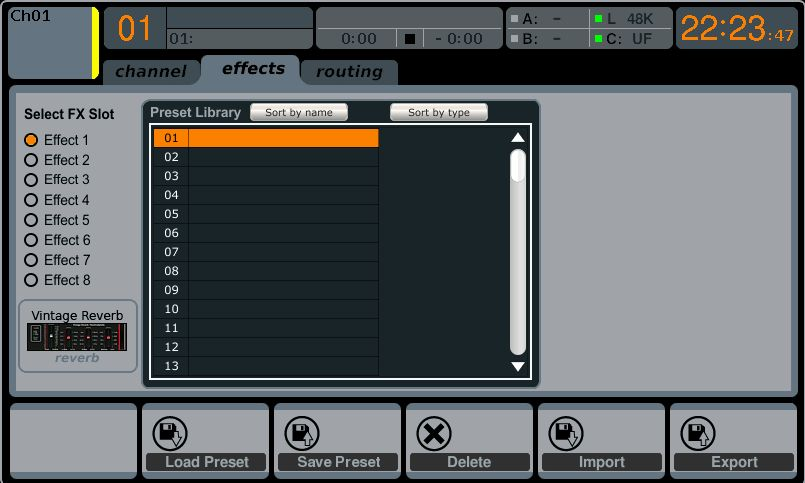 Ch01
01
01:
0:00 - 0:00
A: - L 48K
B: - C: UF
22:23:47
channel effects routing
Select FX Slot
Effect 1
Effect 2
Effect 3
Effect 4
Effect 5
Effect 6
Effect 7
Effect 8
Vintage Reverb
reverb
Preset Library Sort by name Sort by type
01
02
03
04
05
06
07
08
09
10
11
12
13
Load Preset Save Preset Delete Import Export